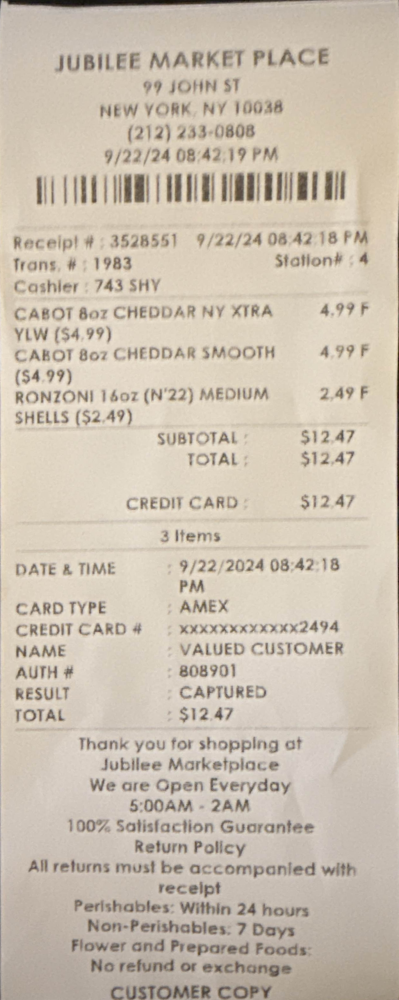 JUBILEE MARKET PLACE
99 JOHN ST
NEW YORK, NY 10038
(212) 233-0808
9/22/24 08:42:19 PM
Receipt # : 3528551 9/22/24 08:42:18 PM
Trans. # : 1983 Station# : 4
Cashier : 743 SHY
CABOT 8oz CHEDDAR NY XTRA 4.99 F
YLW ($4.99)
CABOT 8oz CHEDDAR SMOOTH 4.99 F
($4.99)
RONZONI 16oz (N'22) MEDIUM 2.49 F
SHELLS ($2.49)
SUBTOTAL : $12.47
TOTAL : $12.47
CREDIT CARD : $12.47
3 Items
DATE & TIME : 9/22/2024 08:42:18
PM
CARD TYPE : AMEX
CREDIT CARD # : XXXXXXXXXXXX2494
NAME : VALUED CUSTOMER
AUTH # : 808901
RESULT : CAPTURED
TOTAL : $12.47
Thank you for shopping at
Jubilee Marketplace
We are Open Everyday
5:00AM - 2AM
100% Satisfaction Guarantee
Return Policy
All returns must be accompanied with
receipt
Perishables: Within 24 hours
Non-Perishables: 7 Days
Flower and Prepared Foods:
No refund or exchange
CUSTOMER COPY